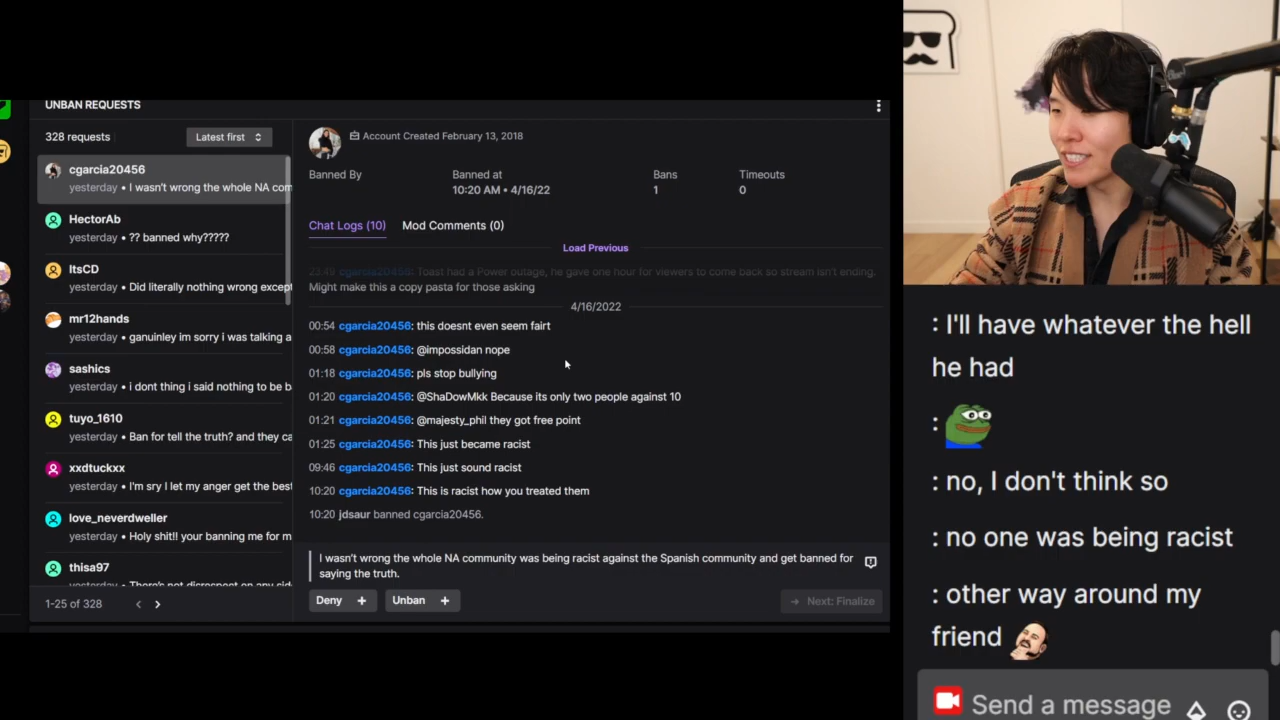 UNBAN REQUESTS
328 requests
Latest first
cgarcia20456
yesterday • I wasn't wrong the whole NA com
HectorAb
yesterday • ?? banned why?????
ItsCD
yesterday • Did literally nothing wrong except
mr12hands
yesterday • ganuinley im sorry i was talking a
sashics
yesterday • i dont thing i said nothing to be b
tuyo_1610
yesterday • Ban for tell the truth? and they ca
xxdtuckxx
yesterday • I'm sry I let my anger get the best
love_neverdweller
yesterday • Holy shit!! your banning me for m
thisa97
yesterday • There's not disrespect on any sid
1-25 of 328
Account Created February 13, 2018
Banned By
Banned at
Bans
Timeouts
10:20 AM • 4/16/22
1
0
Chat Logs (10)
Mod Comments (0)
Load Previous
23:49 cgarcia20456: Toast had a Power outage, he gave one hour for viewers to come back so stream isn't ending.
Might make this a copy pasta for those asking
4/16/2022
00:54 cgarcia20456: this doesnt even seem fairt
00:58 cgarcia20456: @impossidan nope
01:18 cgarcia20456: pls stop bullying
01:20 cgarcia20456: @ShaDowMkk Because its only two people against 10
01:21 cgarcia20456: @majesty_phil they got free point
01:25 cgarcia20456: This just became racist
09:46 cgarcia20456: This just sound racist
10:20 cgarcia20456: This is racist how you treated them
10:20 jdsaur banned cgarcia20456.
I wasn't wrong the whole NA community was being racist against the Spanish community and get banned for
saying the truth.
Deny +
Unban +
Next: Finalize
: I'll have whatever the hell
he had
:
: no, I don't think so
: no one was being racist
: other way around my
friend
Send a message